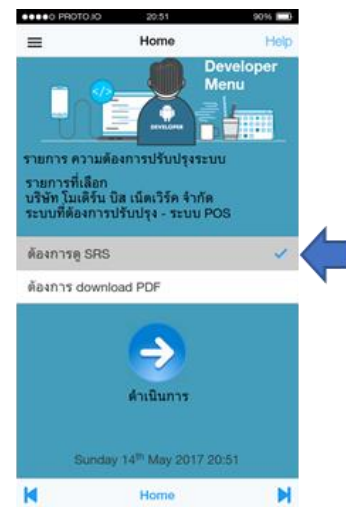 PROTO.IO 20:51 90%
Home Help
Developer
Menu
DEVELOPER
รายการ ความต้องการปรับปรุงระบบ
รายการที่เลือก
บริษัท โมเดิร์น บิส เน็ตเวิร์ค จำกัด
ระบบที่ต้องการปรับปรุง - ระบบ POS
ต้องการดู SRS
ต้องการ download PDF
ดำเนินการ
Sunday 14th May 2017 20:51
Home